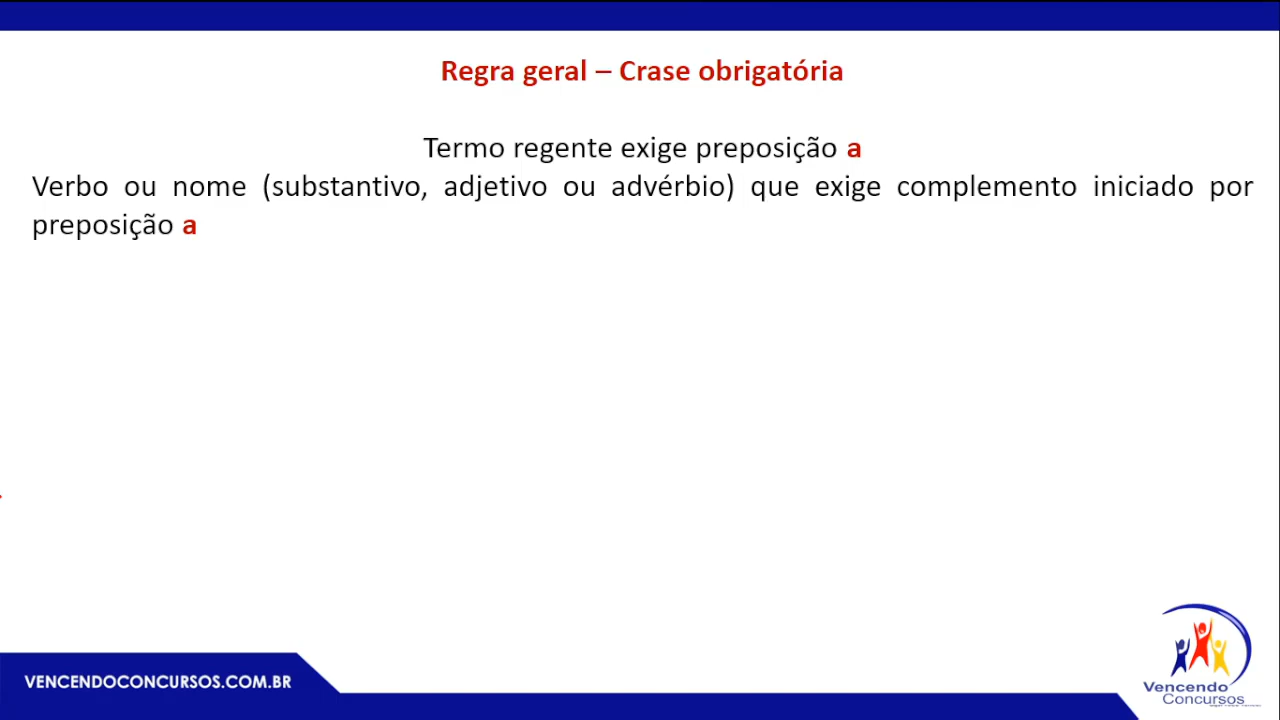 Regra geral – Crase obrigatória
Termo regente exige preposição a
Verbo ou nome (substantivo, adjetivo ou advérbio) que exige complemento iniciado por
preposição a
VENCENDOCONCURSOS.COM.BR
Vencendo
Concursos